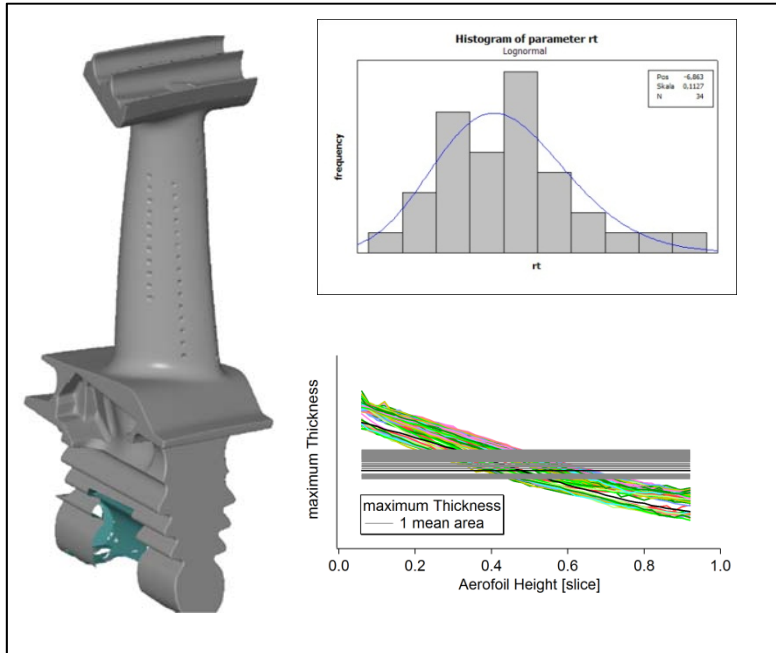 Histogram of parameter rt
Lognormal
Pos -6.863
Skala 0.1127
N 34
frequency
rt
maximum Thickness
maximum Thickness
1 mean area
0.0 0.2 0.4 0.6 0.8 1.0
Aerofoil Height [slice]